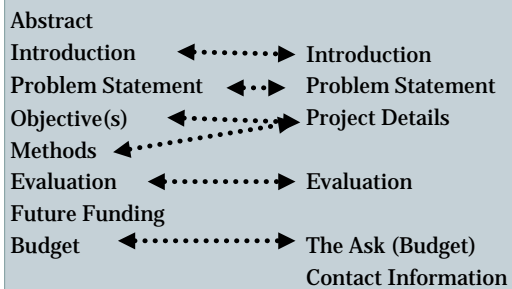 Abstract
Introduction Introduction
Problem Statement Problem Statement
Objective(s) Project Details
Methods
Evaluation Evaluation
Future Funding
Budget The Ask (Budget)
Contact Information